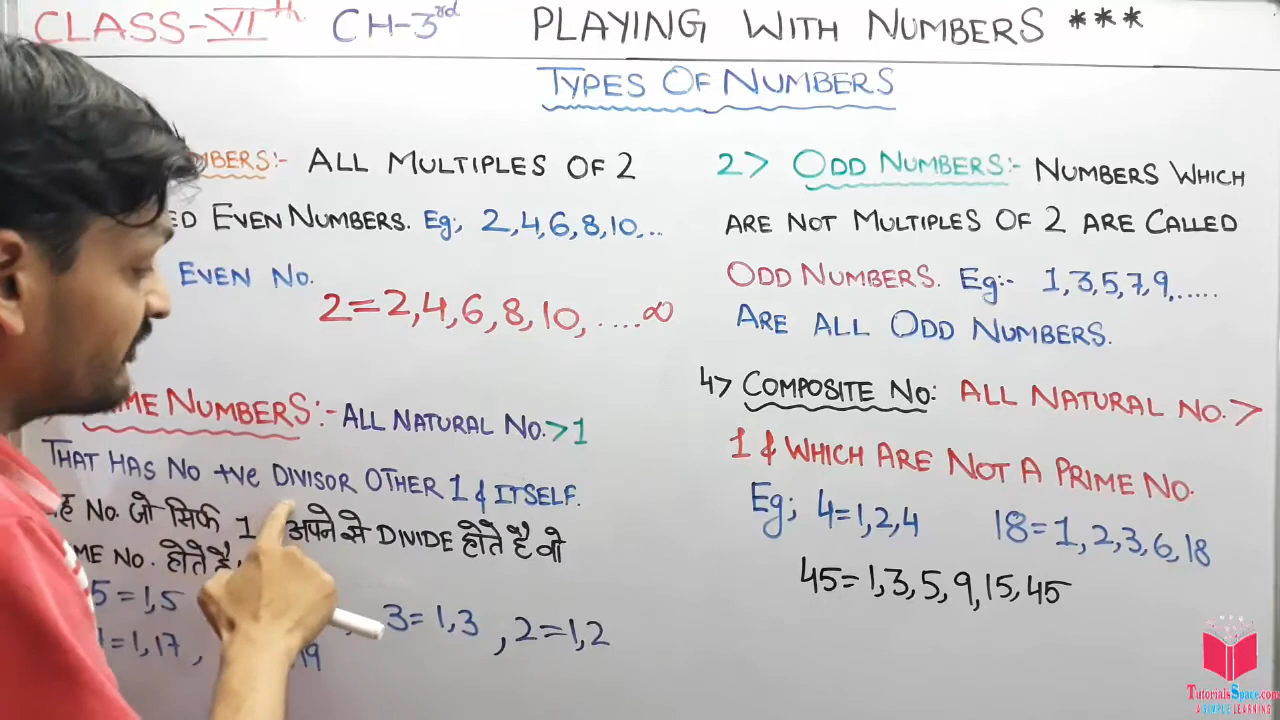 CLASS-VIth CH-3rd PLAYING WITH NUMBERS ***
TYPES OF NUMBERS
ALL MULTIPLES OF 2
EVEN NUMBERS. Eg; 2,4,6,8,10,...
EVEN NO.
2=2,4,6,8,10,.....∞
2> ODD NUMBERS:- NUMBERS WHICH
ARE NOT MULTIPLES OF 2 ARE CALLED
ODD NUMBERS. Eg:- 1,3,5,7,9,.....
ARE ALL ODD NUMBERS.
NUMBERS:- ALL NATURAL NO.>1
THAT HAS NO +ve DIVISOR OTHER 1 & ITSELF.
No. जो सिर्फ 1 अपने से DIVIDE होते है वो
NO. होते है
5=1,5 3=1,3 , 2=1,2
=1,17 , 19
4> COMPOSITE NO: ALL NATURAL NO. >
1 & WHICH ARE NOT A PRIME NO.
Eg; 4=1,2,4 18=1,2,3,6,18
45=1,3,5,9,15,45
TutorialsSpace.com
A SIMPLE LEARNING